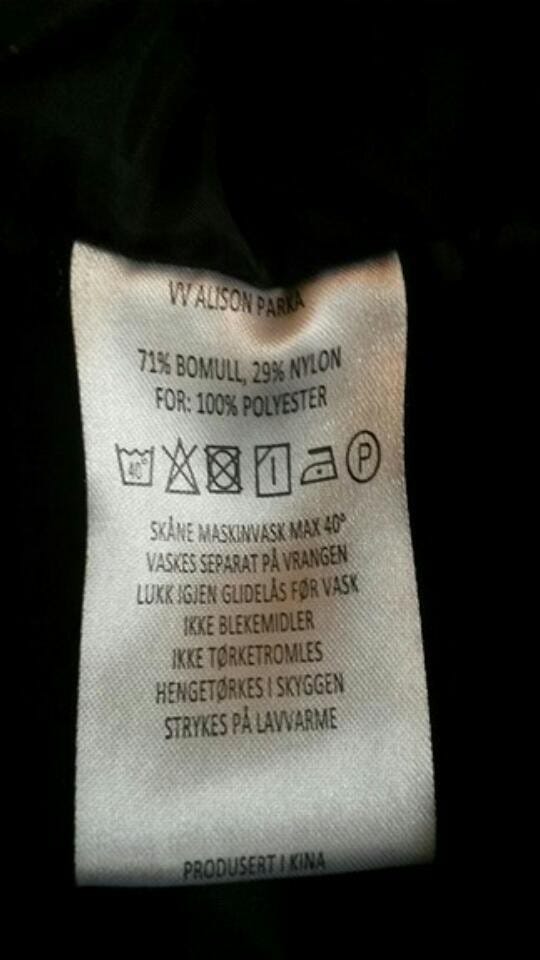 VV ALISON PARKA
71% BOMULL, 29% NYLON
FOR: 100% POLYESTER
40° P
SKÅNE MASKINVASK MAX 40°
VASKES SEPARAT PÅ VRANGEN
LUKK IGJEN GLIDELÅS FØR VASK
IKKE BLEKEMIDLER
IKKE TØRKETROMLES
HENGETØRKES I SKYGGEN
STRYKES PÅ LAVVARME
PRODUSERT I KINA